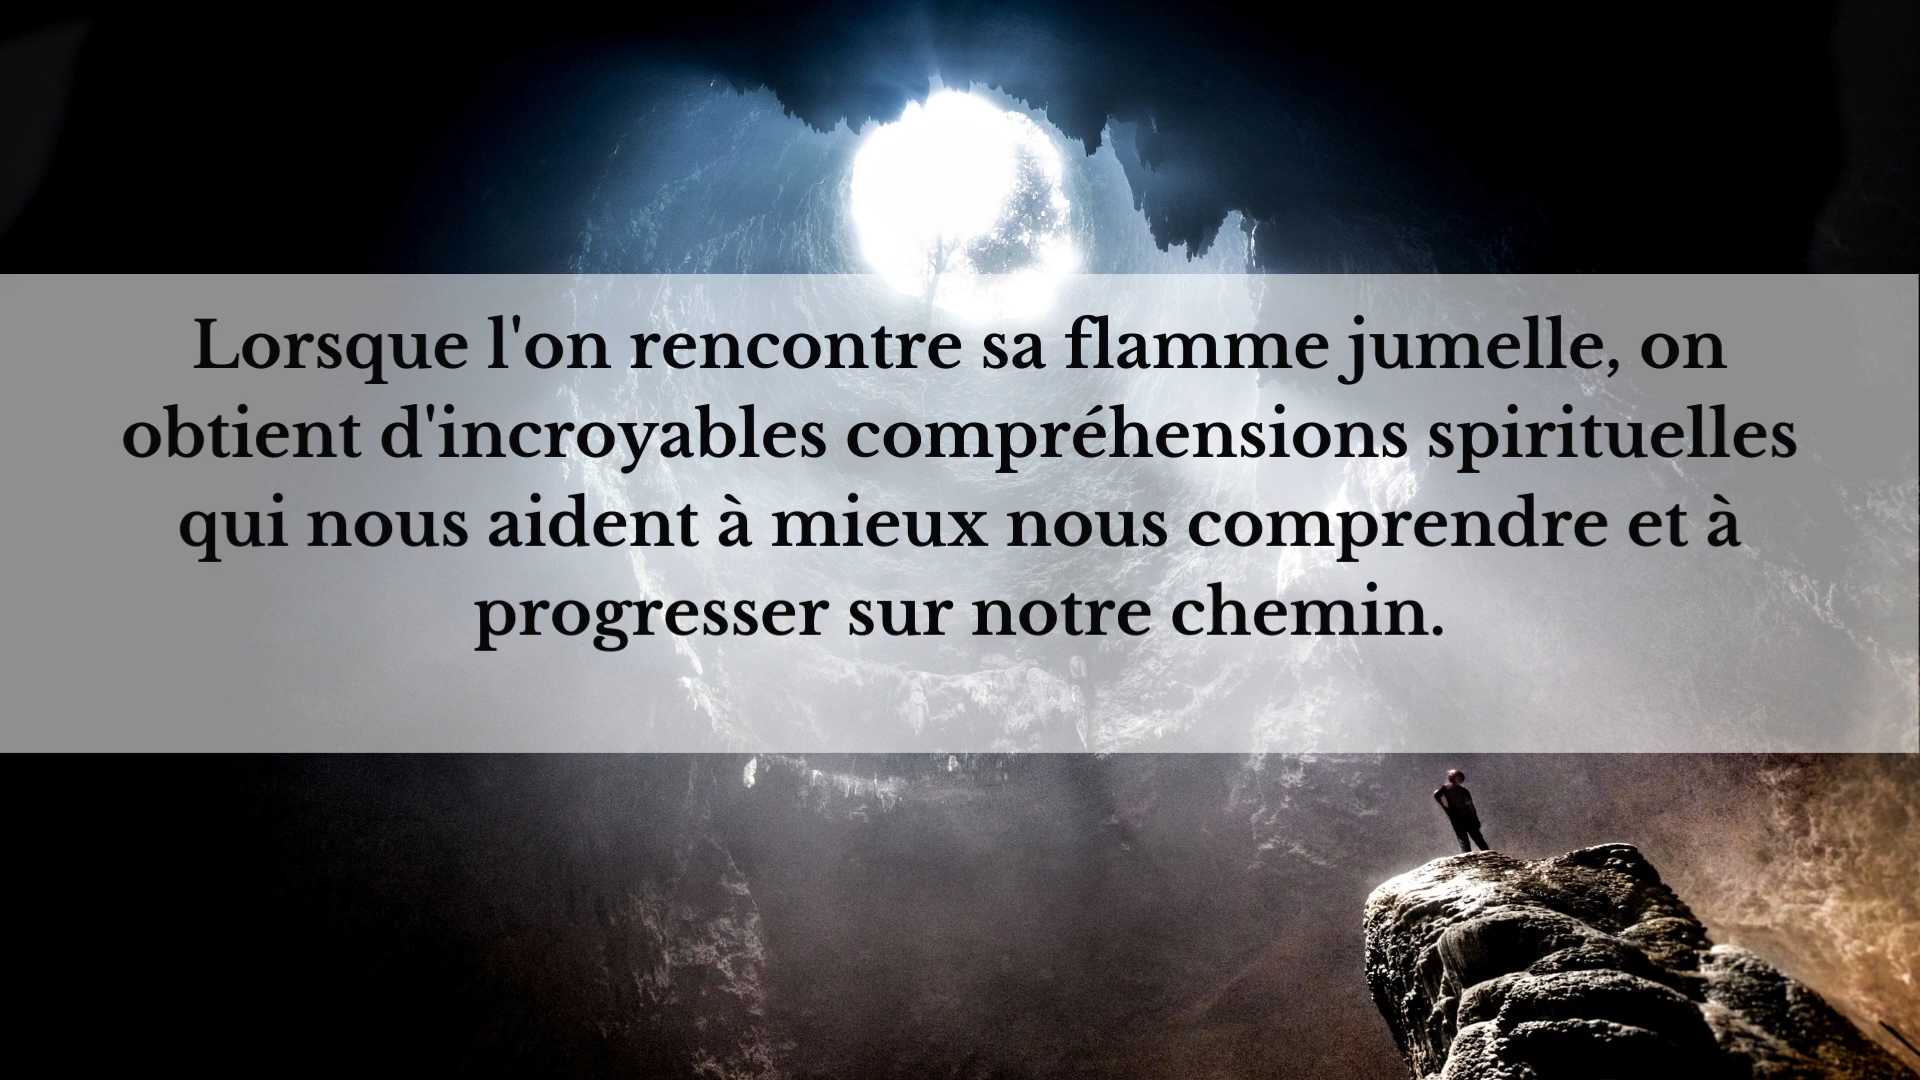 Lorsque l'on rencontre sa flamme jumelle, on
obtient d'incroyables compréhensions spirituelles
qui nous aident à mieux nous comprendre et à
progresser sur notre chemin.